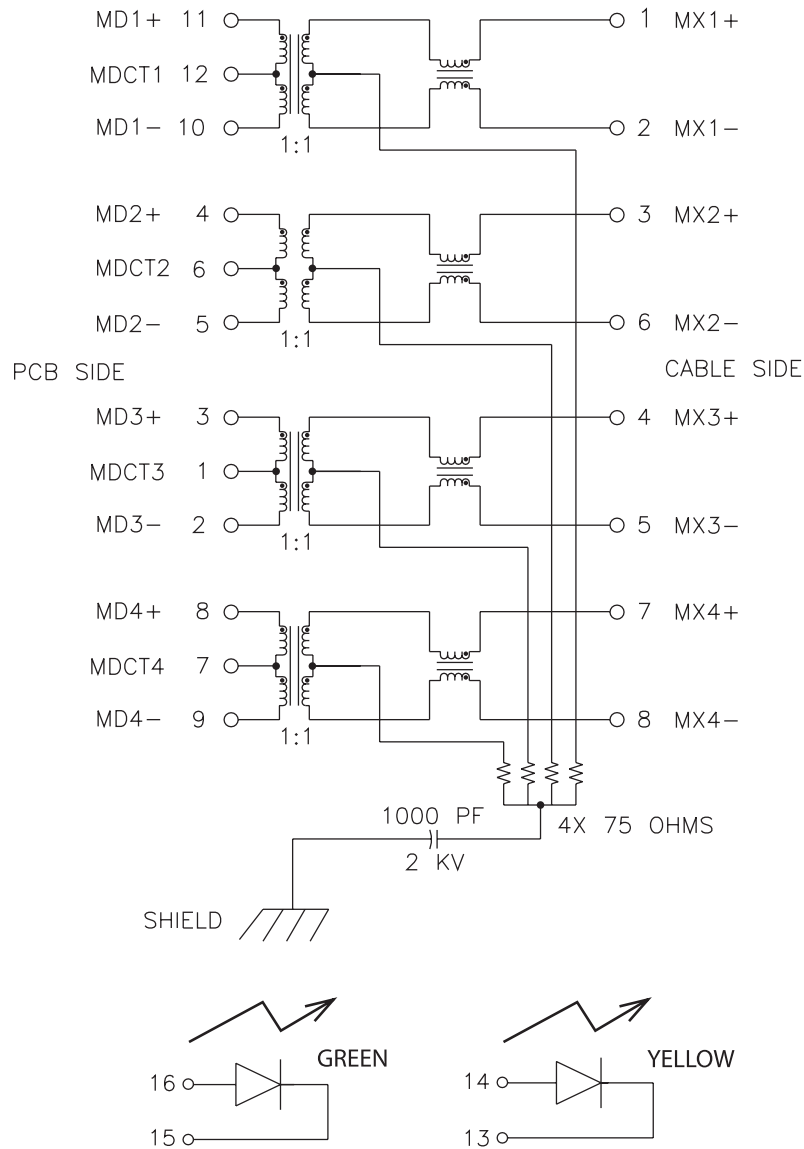 MD1+ 11 1 MX1+
MDCT1 12
MD1- 10 2 MX1-
1:1
MD2+ 4 3 MX2+
MDCT2 6
MD2- 5 6 MX2-
1:1
PCB SIDE CABLE SIDE
MD3+ 3 4 MX3+
MDCT3 1
MD3- 2 5 MX3-
1:1
MD4+ 8 7 MX4+
MDCT4 7
MD4- 9 8 MX4-
1:1
1000 PF 4X 75 OHMS
2 KV
SHIELD
GREEN YELLOW
16 14
15 13